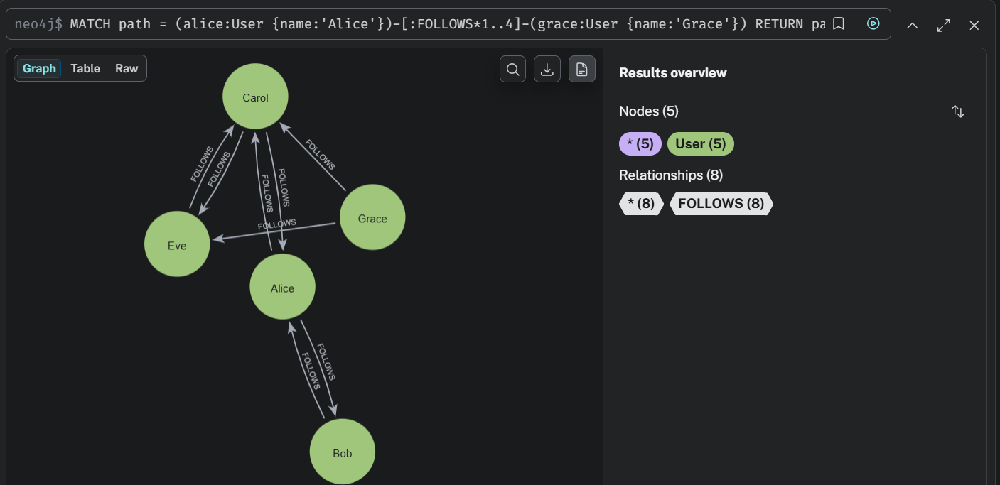 neo4j$ MATCH path = (alice:User {name:'Alice'})-[:FOLLOWS*1..4]-(grace:User {name:'Grace'}) RETURN pa
Graph Table Raw
Results overview
Carol
Nodes (5)
* (5) User (5)
FOLLOWS
FOLLOWS
FOLLOWS
Relationships (8)
FOLLOWS
FOLLOWS
* (8) FOLLOWS (8)
Grace
FOLLOWS
Eve
Alice
FOLLOWS
FOLLOWS
Bob